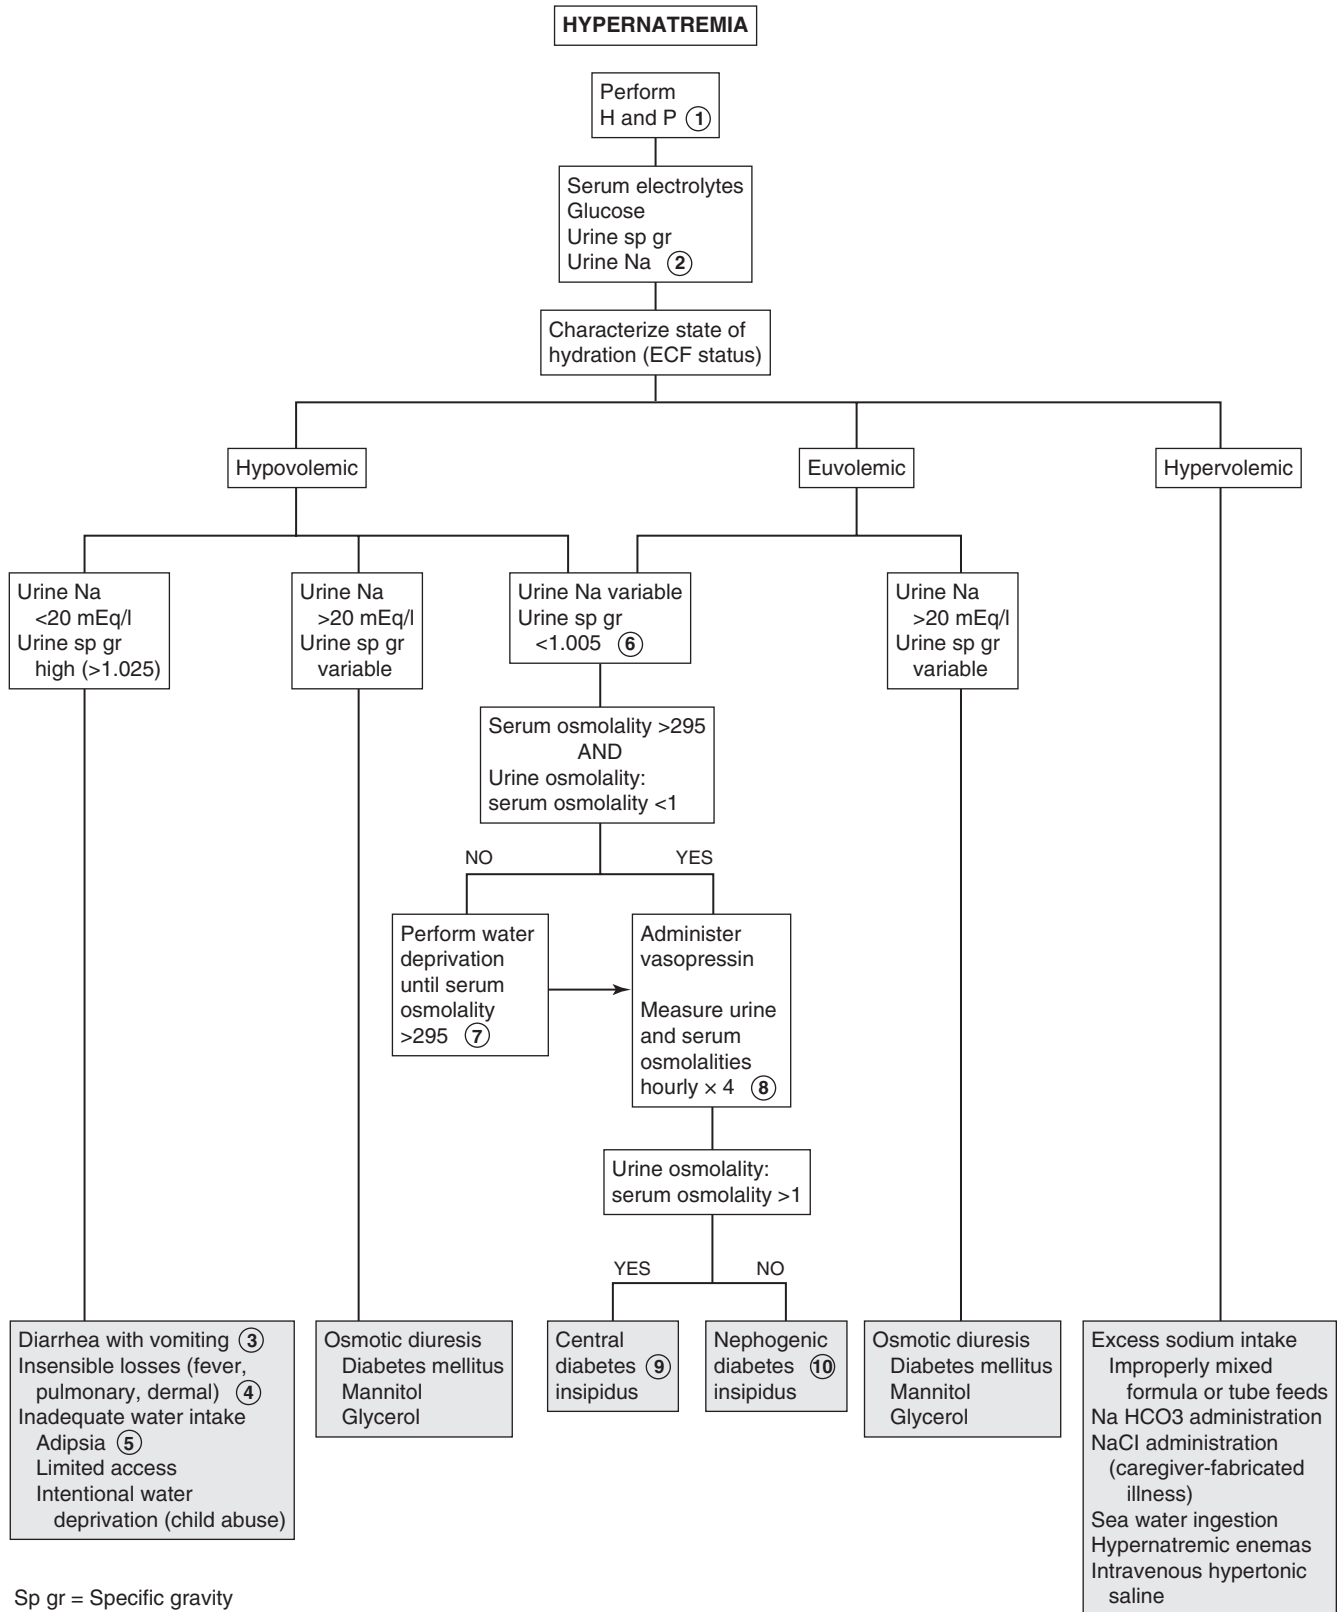 HYPERNATREMIA
Perform
H and P 1
Serum electrolytes
Glucose
Urine sp gr
Urine Na 2
Characterize state of
hydration (ECF status)
Hypovolemic
Euvolemic
Hypervolemic
Urine Na
<20 mEq/l
Urine sp gr
high (>1.025)
Urine Na
>20 mEq/l
Urine sp gr
variable
Urine Na variable
Urine sp gr
<1.005 6
Urine Na
>20 mEq/l
Urine sp gr
variable
Serum osmolality >295
AND
Urine osmolality:
serum osmolality <1
NO
YES
Perform water
deprivation
until serum
osmolality
>295 7
Administer
vasopressin
Measure urine
and serum
osmolalities
hourly × 4 8
Urine osmolality:
serum osmolality >1
YES
NO
Diarrhea with vomiting 3
Insensible losses (fever,
pulmonary, dermal) 4
Inadequate water intake
Adipsia 5
Limited access
Intentional water
deprivation (child abuse)
Osmotic diuresis
Diabetes mellitus
Mannitol
Glycerol
Central
diabetes 9
insipidus
Nephogenic
diabetes 10
insipidus
Osmotic diuresis
Diabetes mellitus
Mannitol
Glycerol
Excess sodium intake
Improperly mixed
formula or tube feeds
Na HCO3 administration
NaCl administration
(caregiver-fabricated
illness)
Sea water ingestion
Hypernatremic enemas
Intravenous hypertonic
saline
Sp gr = Specific gravity